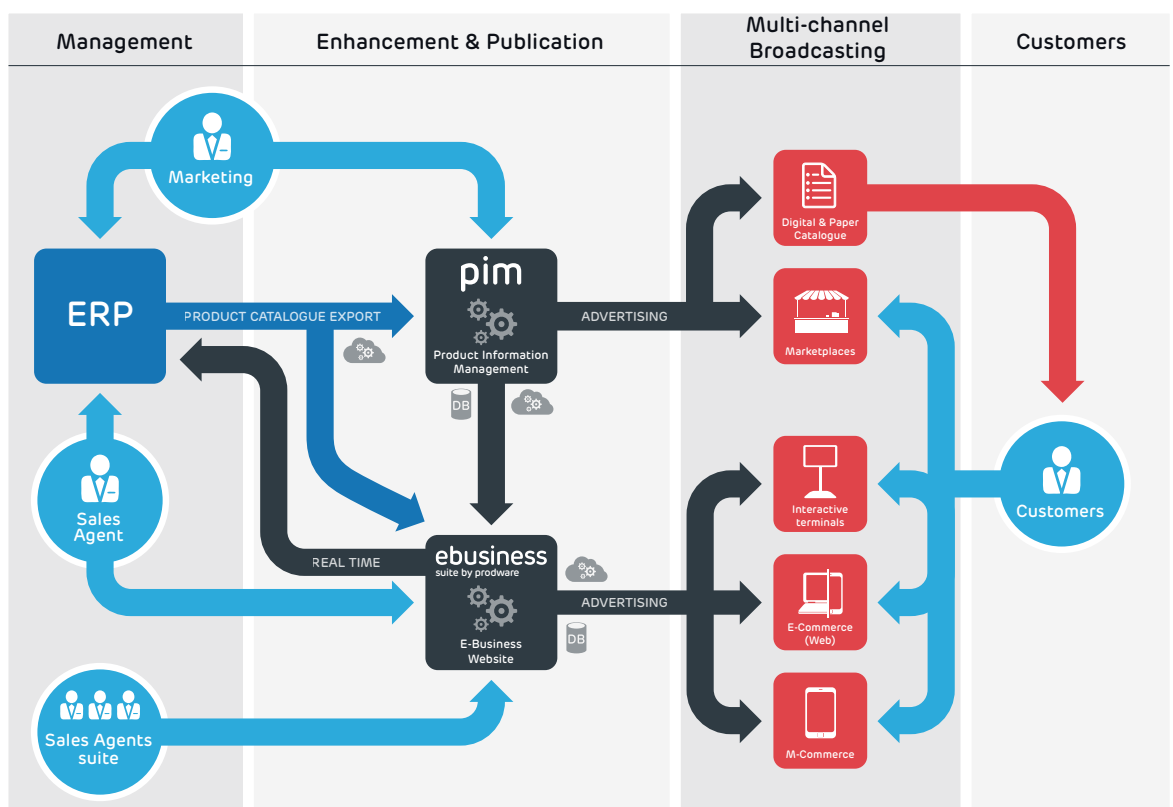 Management
Enhancement & Publication
Multi-channel
Broadcasting
Customers
Marketing
ERP
PRODUCT CATALOGUE EXPORT
pim
Product Information
Management
DB
ADVERTISING
Digital & Paper
Catalogue
Marketplaces
Sales
Agent
REAL TIME
ebusiness
suite by prodware
E-Business
Website
ADVERTISING
DB
Interactive
terminals
E-Commerce
(Web)
M-Commerce
Customers
Sales Agents
suite